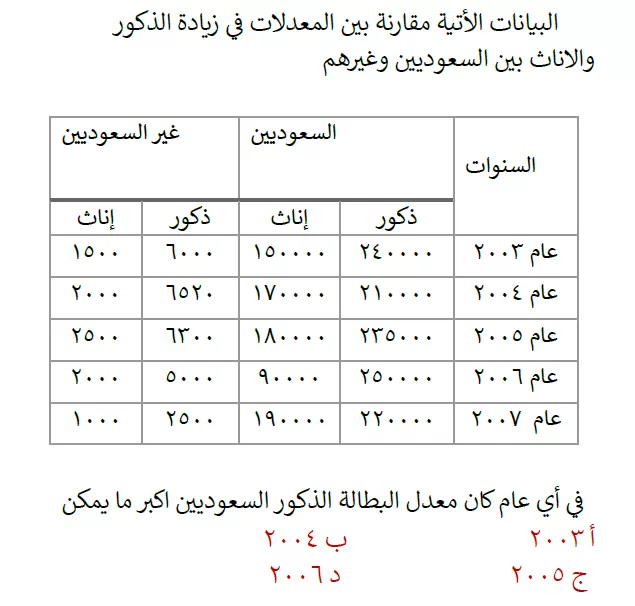 البيانات الأتية مقارنة بين المعدلات في زيادة الذكور
والاناث بين السعوديين وغيرهم
السنوات السعوديين غير السعوديين
ذكور إناث ذكور إناث
عام ٢٠٠٣ ٢٤٠٠٠٠ ١٥٠٠٠٠ ٦٠٠٠ ١٥٠٠
عام ٢٠٠٤ ٢١٠٠٠٠ ١٧٠٠٠٠ ٦٥٢٠ ٢٠٠٠
عام ٢٠٠٥ ٢٣٥٠٠٠ ١٨٠٠٠٠ ٦٣٠٠ ٢٥٠٠
عام ٢٠٠٦ ٢٥٠٠٠٠ ٩٠٠٠٠ ٥٠٠٠ ٢٠٠٠
عام ٢٠٠٧ ٢٢٠٠٠٠ ١٩٠٠٠٠ ٢٥٠٠ ١٠٠٠
في أي عام كان معدل البطالة الذكور السعوديين اكبر ما يمكن
أ ٢٠٠٣ ب ٢٠٠٤
ج ٢٠٠٥ د ٢٠٠٦